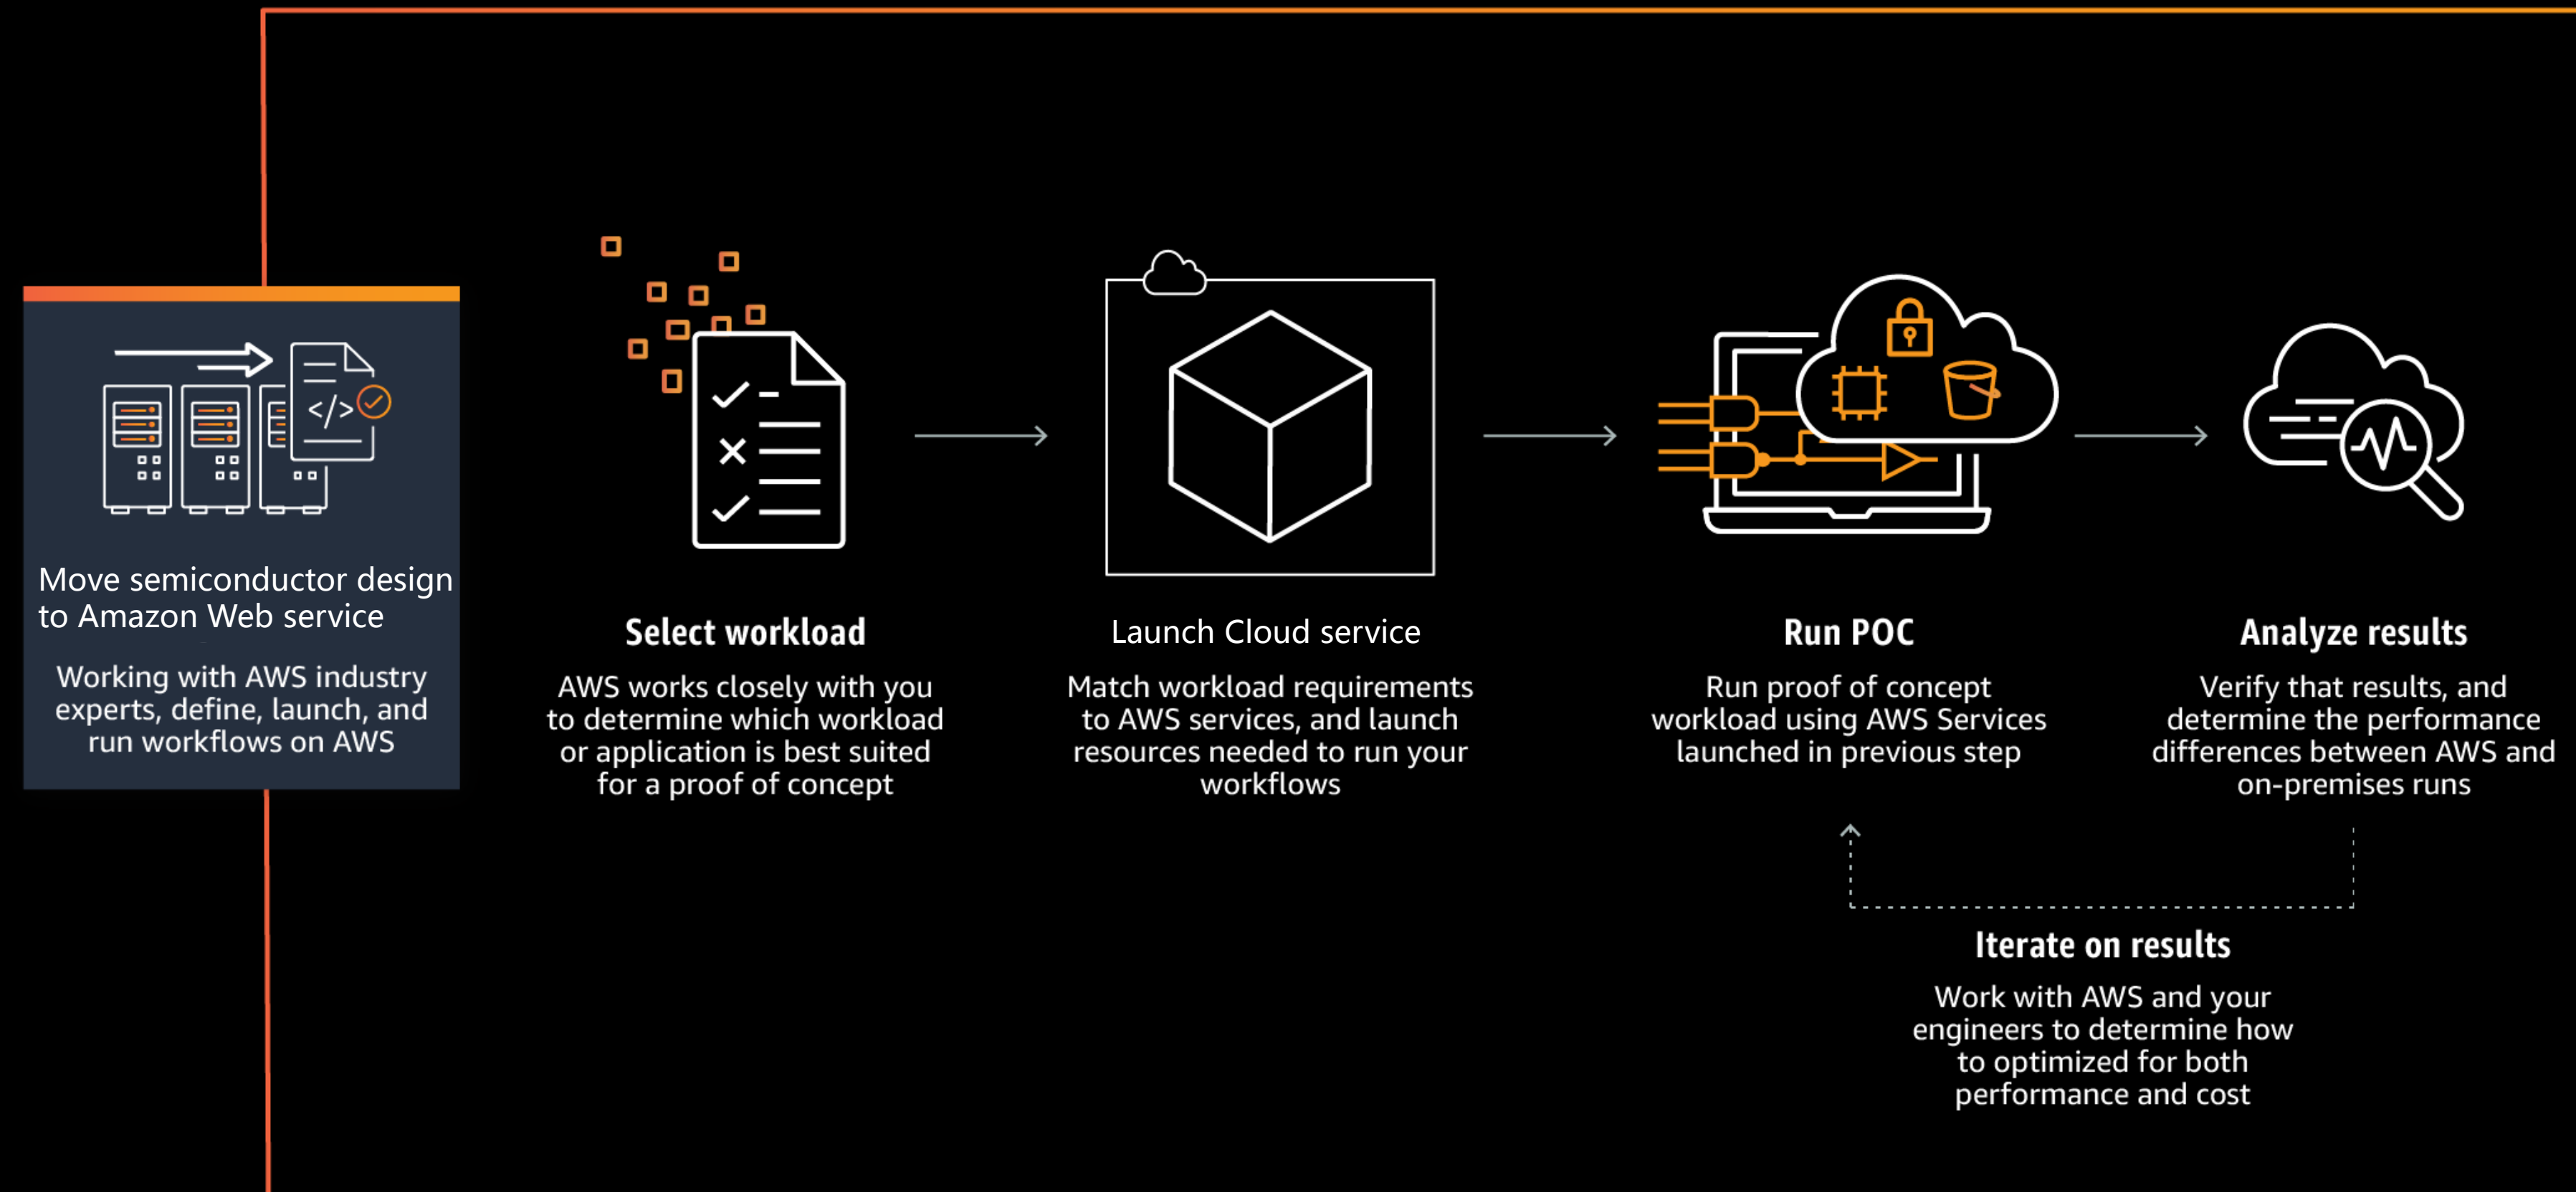 Move semiconductor design
to Amazon Web service
Working with AWS industry
experts, define, launch, and
run workflows on AWS
Select workload
AWS works closely with you
to determine which workload
or application is best suited
for a proof of concept
Launch Cloud service
Match workload requirements
to AWS services, and launch
resources needed to run your
workflows
Run POC
Run proof of concept
workload using AWS Services
launched in previous step
Analyze results
Verify that results, and
determine the performance
differences between AWS and
on-premises runs
Iterate on results
Work with AWS and your
engineers to determine how
to optimized for both
performance and cost